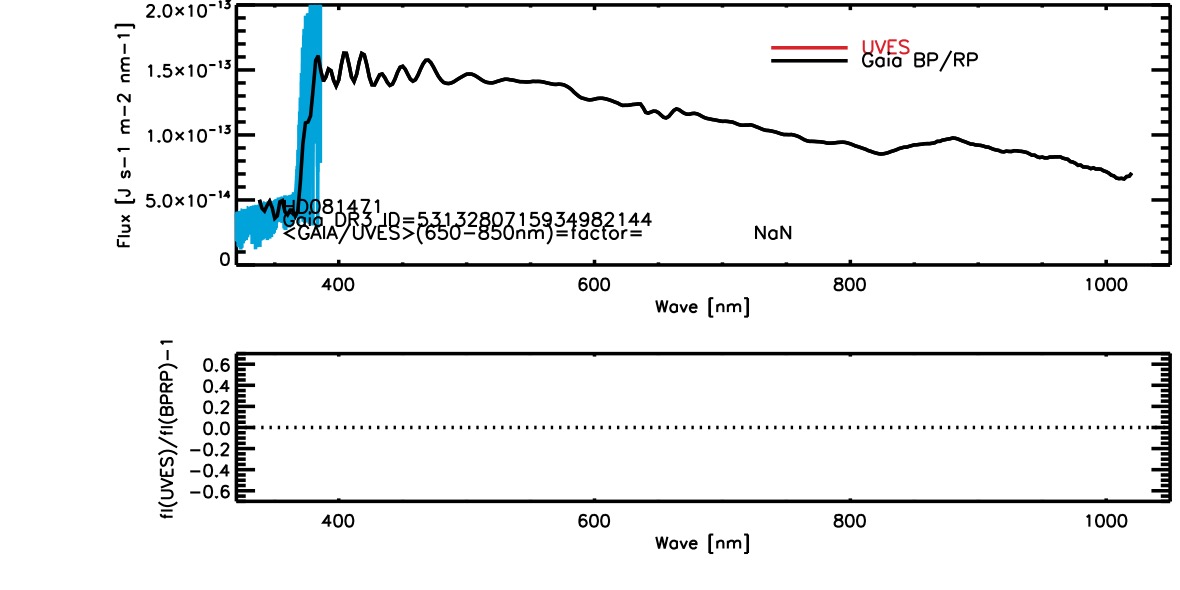 2.0×10−13
1.5×10−13
1.0×10−13
5.0×10−14
0
Flux [J s−1 m−2 nm−1]
UVES
Gaia BP/RP
HD081471
Gaia DR3 ID=5313280715934982144
<GAIA/UVES>(650−850nm)=factor= NaN
400 600 800 1000
Wave [nm]
0.6
0.4
0.2
0.0
−0.2
−0.4
−0.6
fl(UVES)/fl(BPRP)−1
400 600 800 1000
Wave [nm]